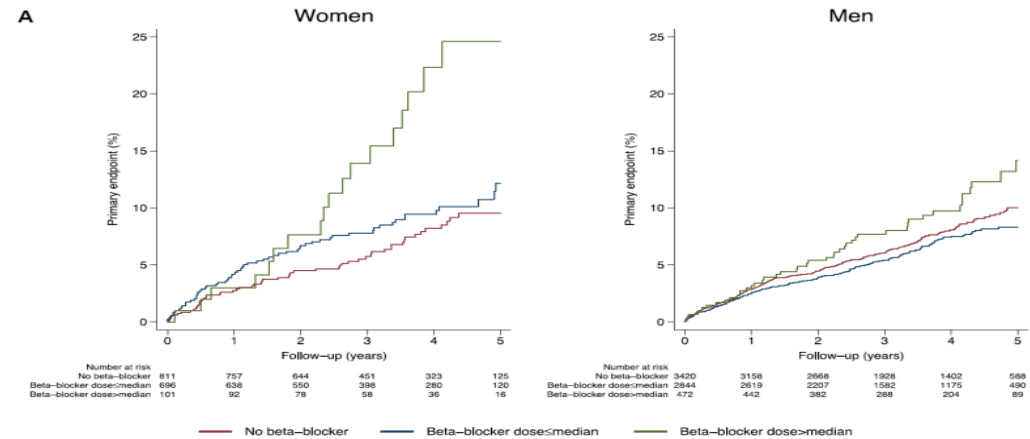 A
Women
Men
Primary endpoint (%)
25
20
15
10
5
0
0 1 2 3 4 5
Follow-up (years)
Number at risk
No beta-blocker 811 757 644 451 323 125
Beta-blocker dose≤median 696 638 550 398 280 120
Beta-blocker dose>median 101 92 78 58 36 16
Primary endpoint (%)
25
20
15
10
5
0
0 1 2 3 4 5
Follow-up (years)
Number at risk
No beta-blocker 3420 3158 2668 1928 1402 588
Beta-blocker dose≤median 2844 2619 2207 1582 1175 490
Beta-blocker dose>median 472 442 382 288 204 89
No beta-blocker Beta-blocker dose≤median Beta-blocker dose>median